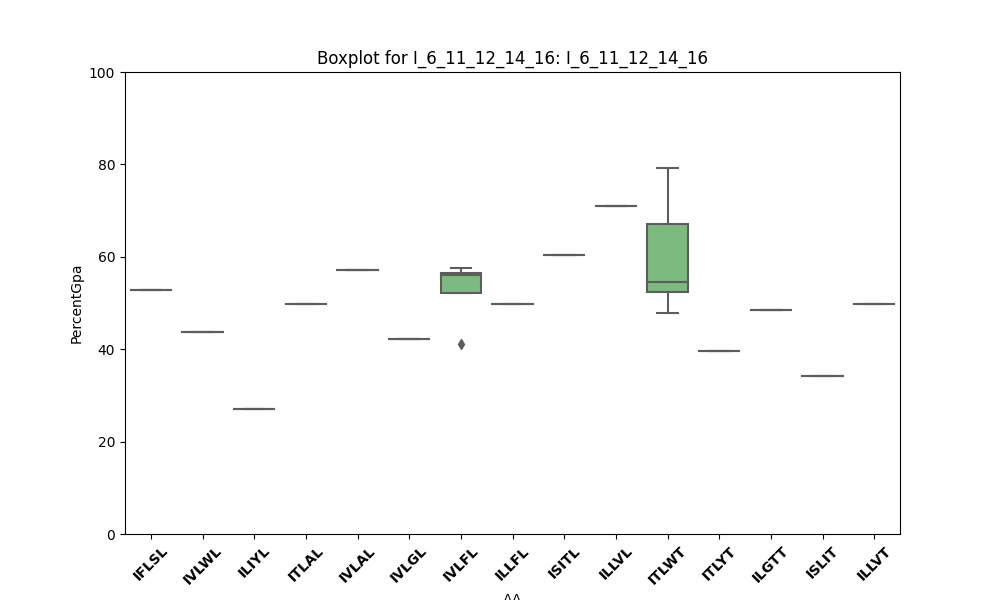 Boxplot for I_6_11_12_14_16: I_6_11_12_14_16
100
80
60
40
20
0
PercentGpa
IFLSL
IVLWL
ILIYL
ITLAL
IVLAL
IVLGL
IVLFL
ILLFL
ISITL
ILLVL
ITLWT
ITLYT
ILGTT
ISLIT
ILLVT
AA